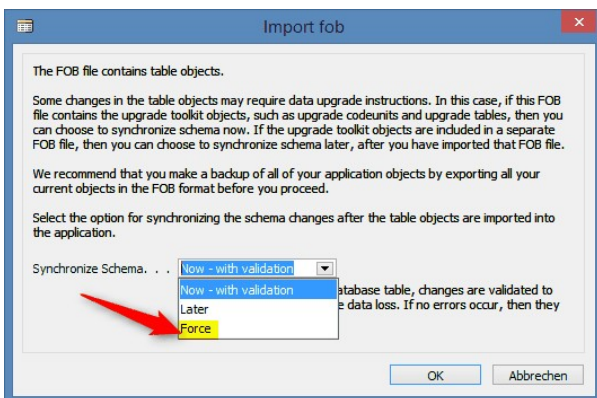 Import fob
The FOB file contains table objects.
Some changes in the table objects may require data upgrade instructions. In this case, if this FOB
file contains the upgrade toolkit objects, such as upgrade codeunits and upgrade tables, then you
can choose to synchronize schema now. If the upgrade toolkit objects are included in a separate
FOB file, then you can choose to synchronize schema later, after you have imported that FOB file.
We recommend that you make a backup of all of your application objects by exporting all your
current objects in the FOB format before you proceed.
Select the option for synchronizing the schema changes after the table objects are imported into
the application.
Synchronize Schema. . . Now - with validation
Now - with validation atabase table, changes are validated to
Later e data loss. If no errors occur, then they
Force
OK Abbrechen